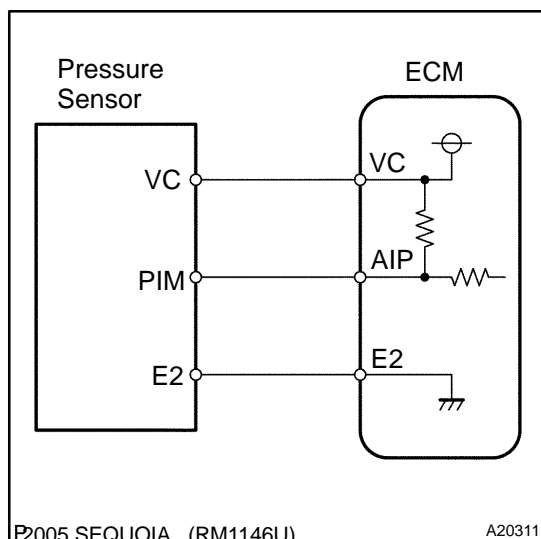 Pressure
Sensor
ECM
VC
VC
PIM
AIP
E2
E2
2005 SEQUOIA (RM1146U)
A20311